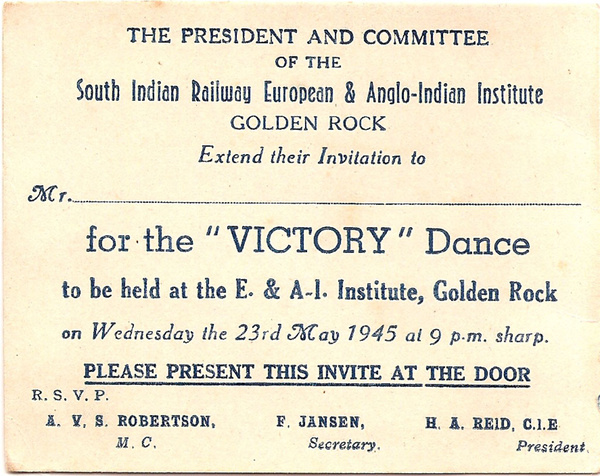 THE PRESIDENT AND COMMITTEE
OF THE
South Indian Railway European & Anglo-Indian Institute
GOLDEN ROCK
Extend their Invitation to
Mr.
for the "VICTORY" Dance
to be held at the E. & A-I. Institute, Golden Rock
on Wednesday the 23rd May 1945 at 9 p.m. sharp.
PLEASE PRESENT THIS INVITE AT THE DOOR
R. S. V. P.
A. V. S. ROBERTSON, F. JANSEN, H. A. REID, C.I.E
M. C. Secretary. President.